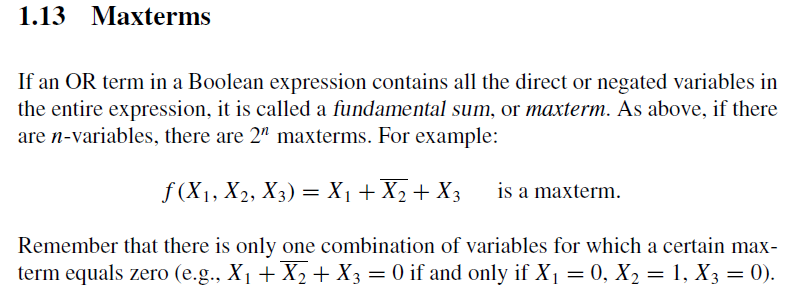 1.13 Maxterms
If an OR term in a Boolean expression contains all the direct or negated variables in
the entire expression, it is called a fundamental sum, or maxterm. As above, if there
are n-variables, there are 2ⁿ maxterms. For example:
f(X₁, X₂, X₃) = X₁ + X̅₂ + X₃ is a maxterm.
Remember that there is only one combination of variables for which a certain max-
term equals zero (e.g., X₁ + X̅₂ + X₃ = 0 if and only if X₁ = 0, X₂ = 1, X₃ = 0).